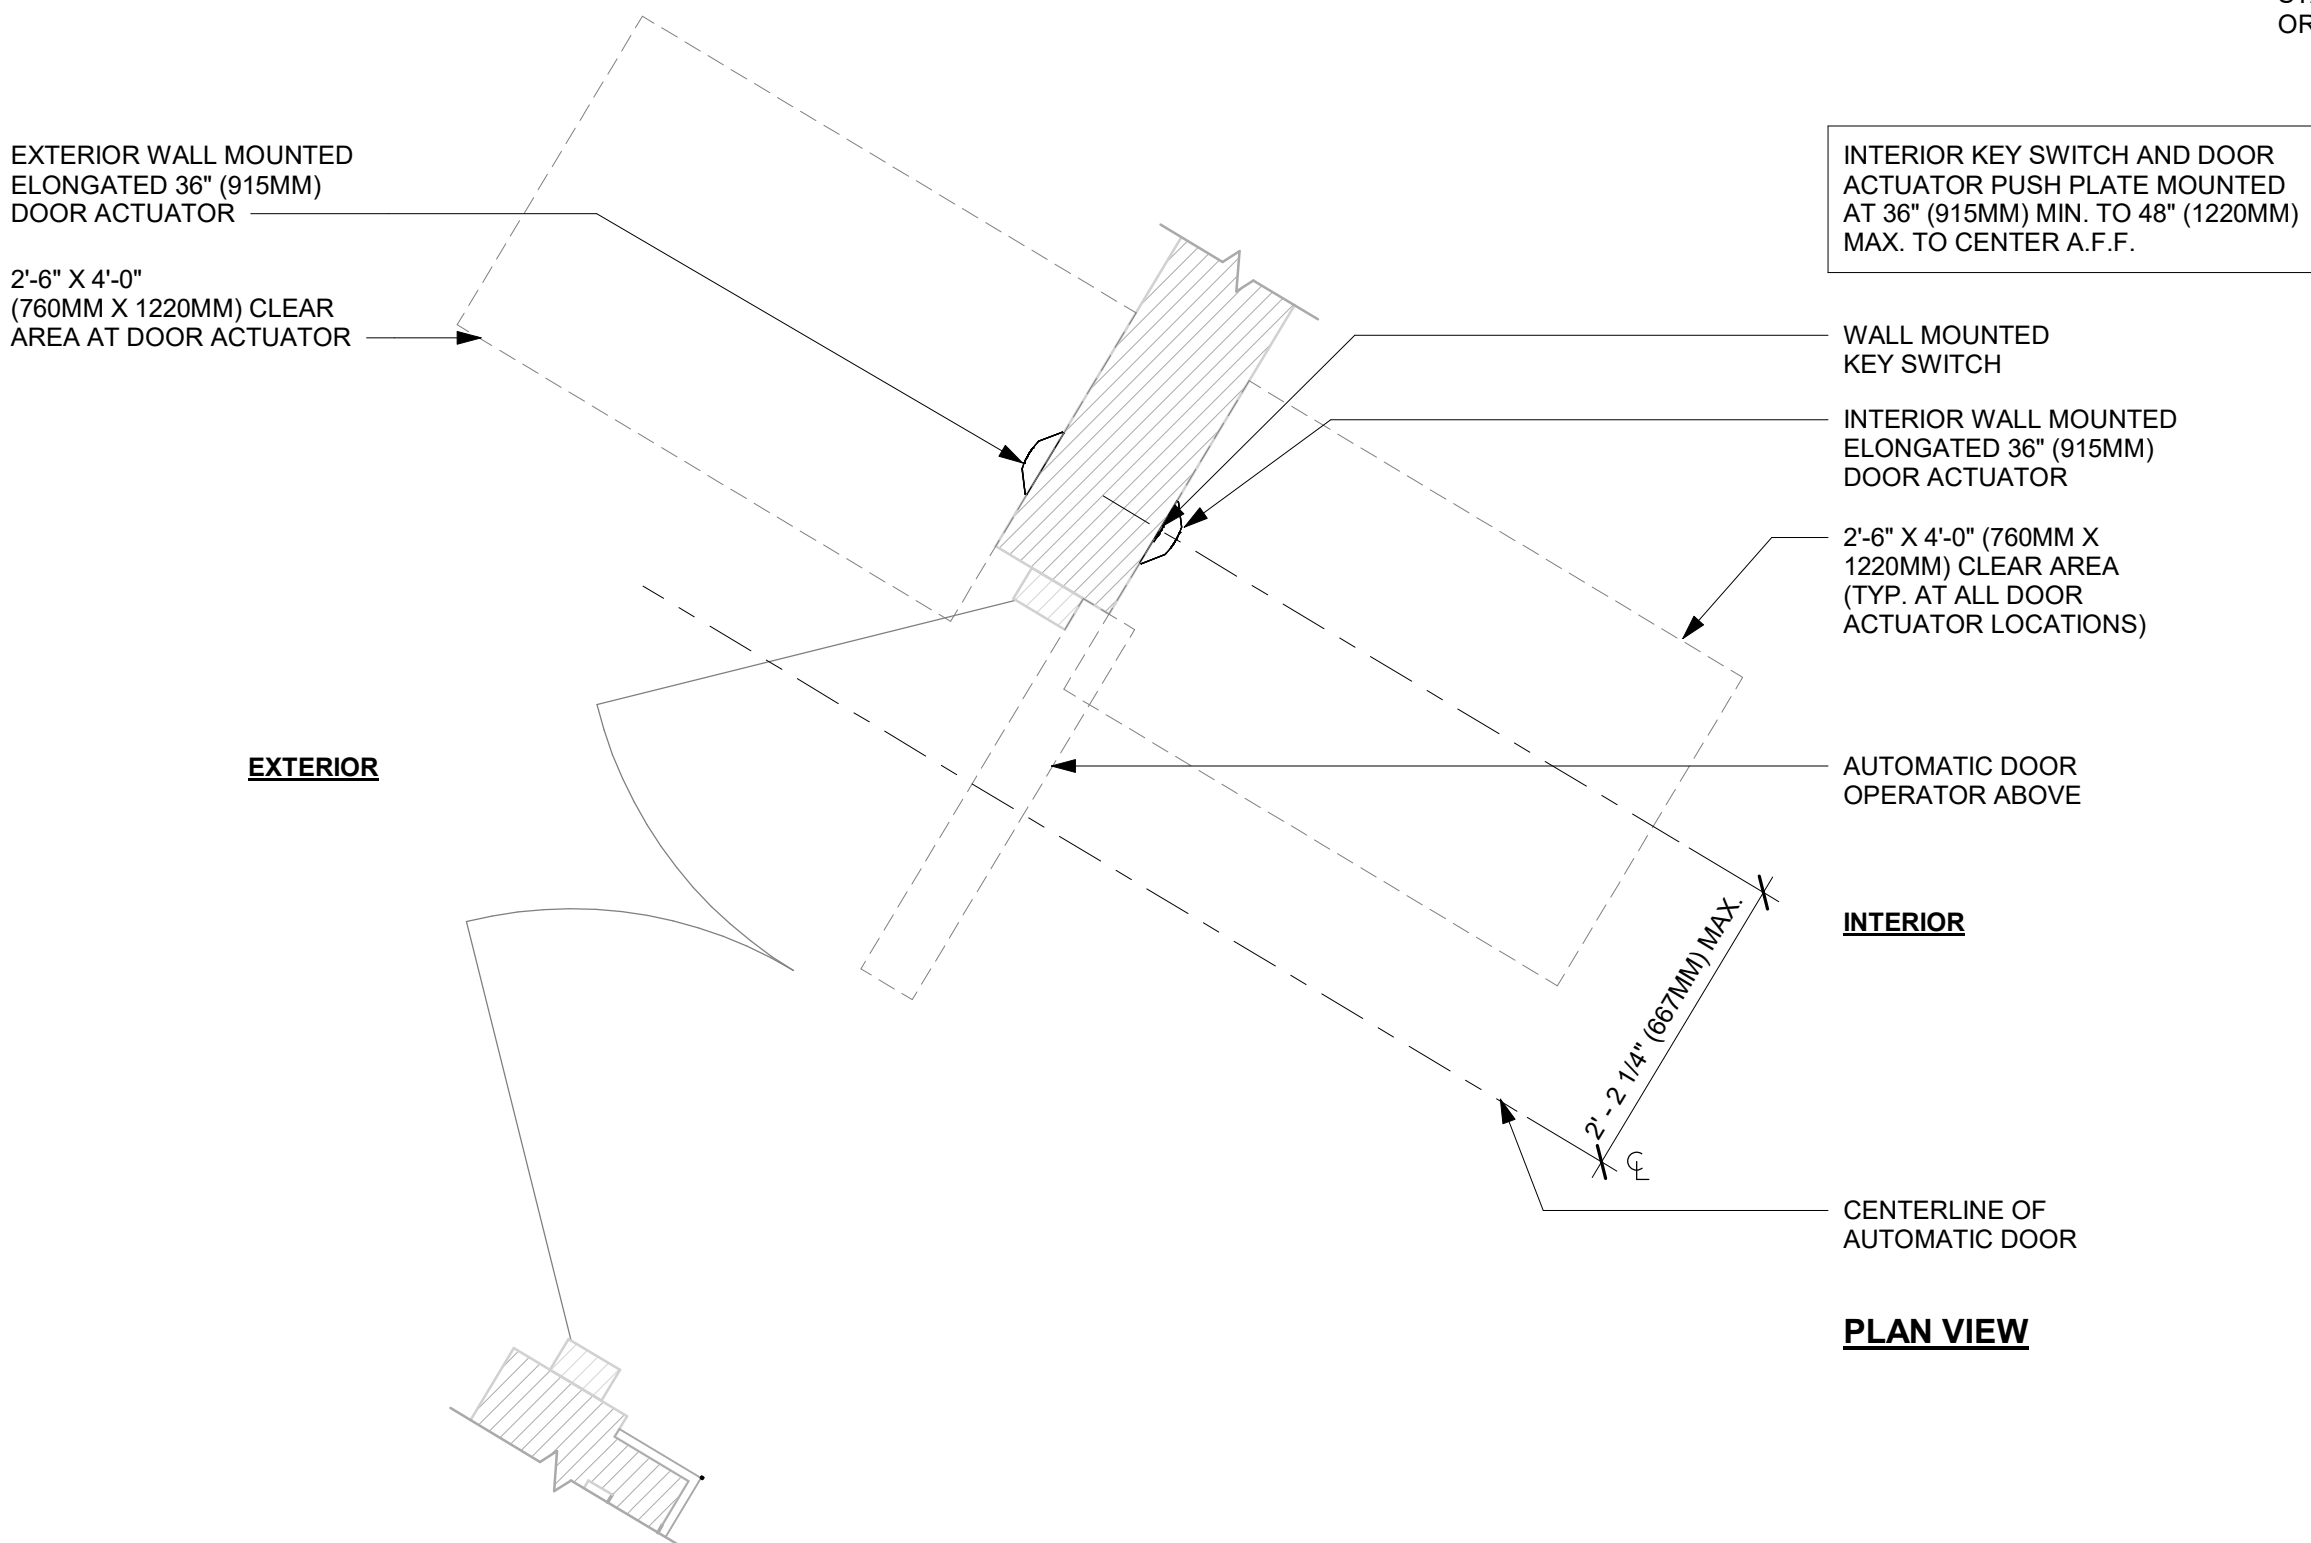 OR
EXTERIOR WALL MOUNTED
ELONGATED 36" (915MM)
DOOR ACTUATOR
2'-6" X 4'-0"
(760MM X 1220MM) CLEAR
AREA AT DOOR ACTUATOR
INTERIOR KEY SWITCH AND DOOR
ACTUATOR PUSH PLATE MOUNTED
AT 36" (915MM) MIN. TO 48" (1220MM)
MAX. TO CENTER A.F.F.
WALL MOUNTED
KEY SWITCH
INTERIOR WALL MOUNTED
ELONGATED 36" (915MM)
DOOR ACTUATOR
2'-6" X 4'-0" (760MM X
1220MM) CLEAR AREA
(TYP. AT ALL DOOR
ACTUATOR LOCATIONS)
EXTERIOR
AUTOMATIC DOOR
OPERATOR ABOVE
INTERIOR
2' - 2 1/4" (667MM) MAX.
℄
CENTERLINE OF
AUTOMATIC DOOR
PLAN VIEW